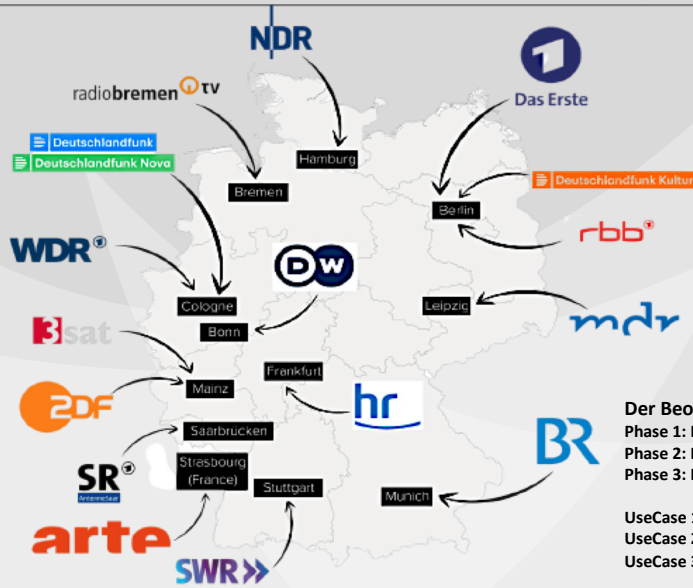 NDR
radiobremen TV
Das Erste
Deutschlandfunk
Deutschlandfunk Nova
Hamburg
Bremen
Deutschlandfunk Kultur
Berlin
rbb
WDR
DW
Cologne
Bonn
Leipzig
mdr
3sat
Frankfurt
Mainz
ZDF
hr
Saarbrücken
SR
AntenneSaar
Strasbourg
(France)
Stuttgart
Munich
BR
arte
SWR
Der Beo
Phase 1:
Phase 2:
Phase 3:
UseCase
UseCase
UseCase